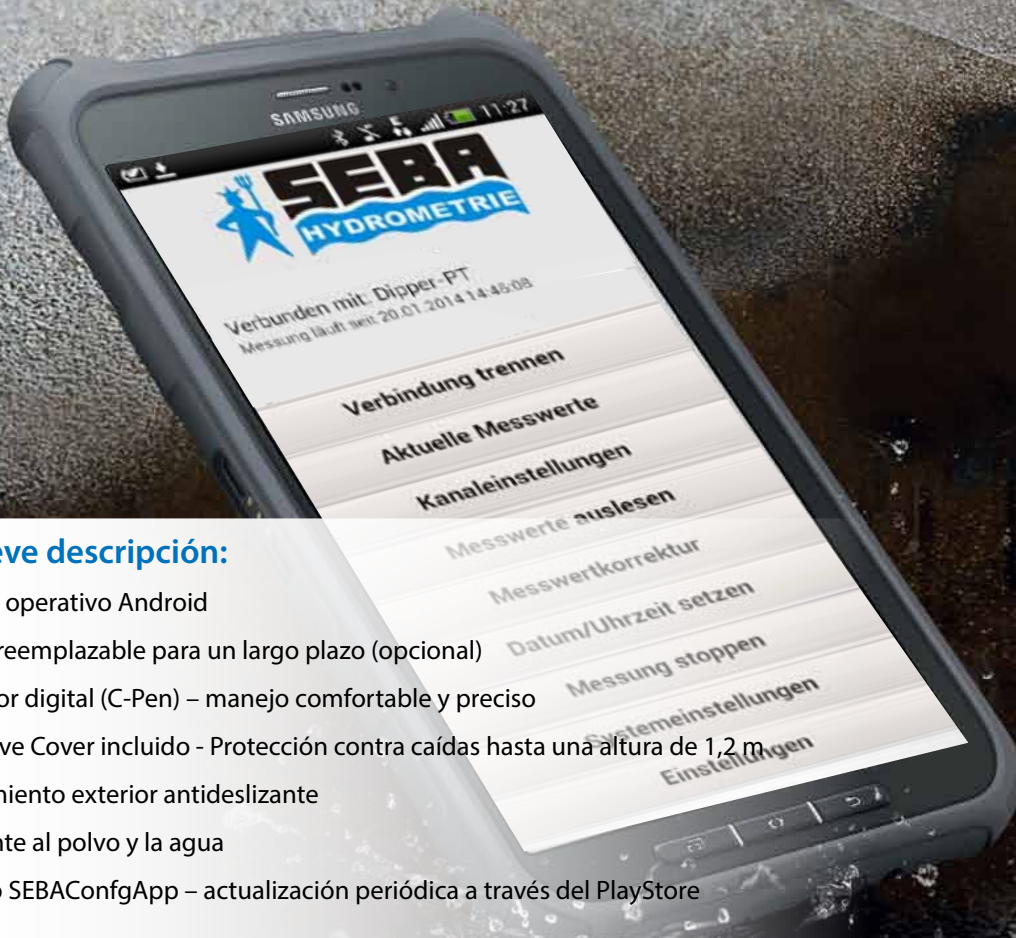 SAMSUNG
11:27
SEBA
HYDROMETRIE
Verbunden mit: Dipper-PT
Messung läuft seit 20.01.2014 14:45:08
Verbindung trennen
Aktuelle Messwerte
Kanaleinstellungen
Messwerte auslesen
Messwertkorrektur
Datum/Uhrzeit setzen
Messung stoppen
Systemeinstellungen
Einstellungen
eve descripción:
operativo Android
reemplazable para un largo plazo (opcional)
or digital (C-Pen) – manejo comfortable y preciso
ve Cover incluido - Protección contra caídas hasta una altura de 1,2 m
miento exterior antideslizante
nte al polvo y la agua
o SEBAConfgApp – actualización periódica a través del PlayStore